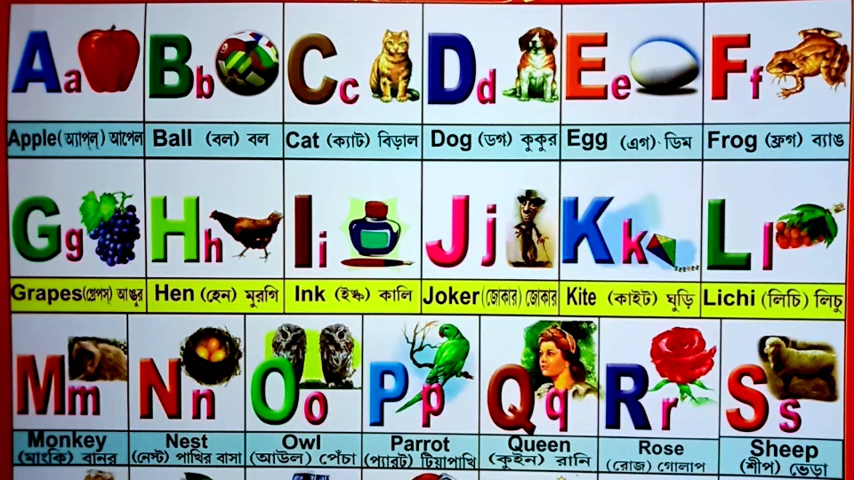 A a B b C c D d E e F f
Apple(অ্যাপ্‌ল) আপেল Ball (বল) বল Cat (ক্যাট) বিড়াল Dog (ডগ) কুকুর Egg (এগ) ডিম Frog (ফ্রগ) ব্যাঙ
G g H h I i J j K k L l
Grapes(গ্রেপস্) আঙুর Hen (হেন) মুরগি Ink (ইঙ্ক) কালি Joker (জোকার) জোকার Kite (কাইট) ঘুড়ি Lichi (লিচি) লিচু
M m N n O o P p Q q R r S s
Monkey Nest Owl Parrot Queen Rose Sheep
(মাংকি) বানর (নেস্ট) পাখির বাসা (আউল) পেঁচা (প্যারট) টিয়াপাখি (কুইন) রানি (রোজ) গোলাপ (শীপ) ভেড়া